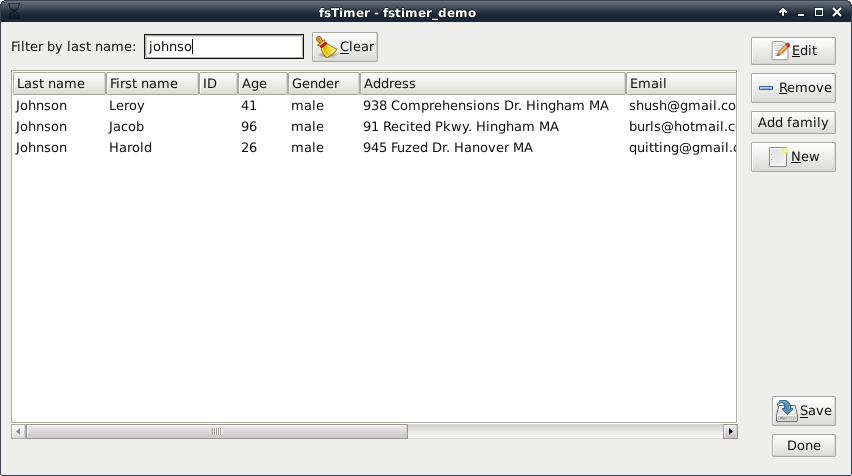 fsTimer - fstimer_demo
Filter by last name: johnso Clear
Edit
Remove
Add family
New
Last name First name ID Age Gender Address Email
Johnson Leroy 41 male 938 Comprehensions Dr. Hingham MA shush@gmail.co
Johnson Jacob 96 male 91 Recited Pkwy. Hingham MA burls@hotmail.c
Johnson Harold 26 male 945 Fuzed Dr. Hanover MA quitting@gmail.c
Save
Done